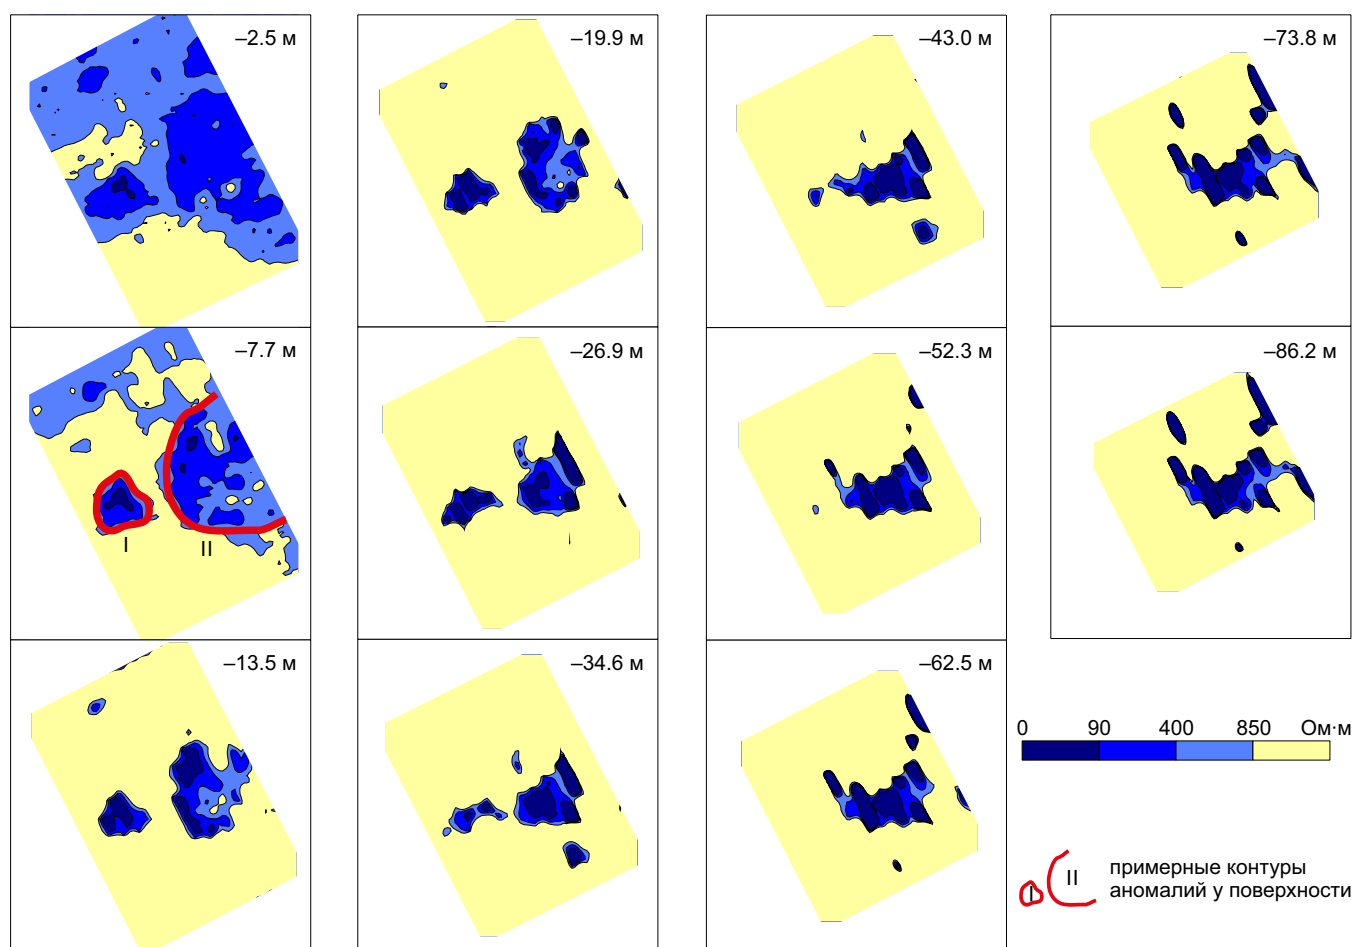 –2.5 м
–7.7 м
I
II
–13.5 м
–19.9 м
–26.9 м
–34.6 м
–43.0 м
–52.3 м
–62.5 м
–73.8 м
–86.2 м
0 90 400 850 Ом·м
I
II
примерные контуры
аномалий у поверхности